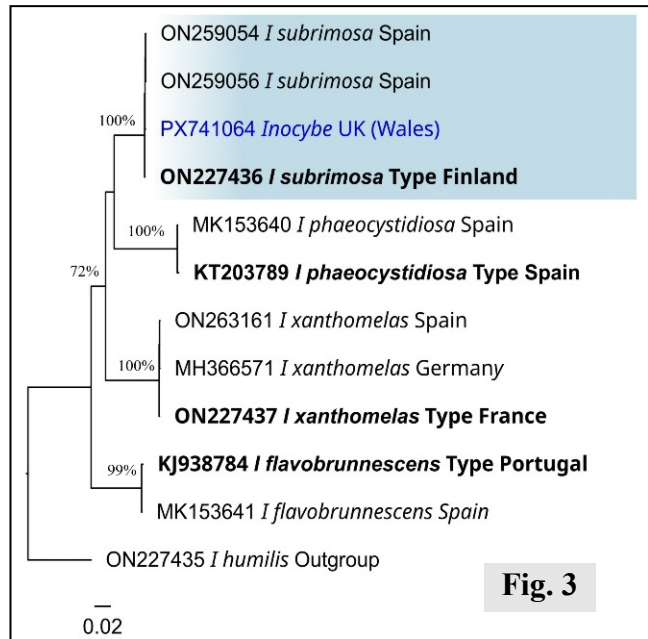 ON259054 I subrimosa Spain
ON259056 I subrimosa Spain
PX741064 Inocybe UK (Wales)
100%
ON227436 I subrimosa Type Finland
MK153640 I phaeocystidiosa Spain
100%
KT203789 I phaeocystidiosa Type Spain
72%
ON263161 I xanthomelas Spain
MH366571 I xanthomelas Germany
100%
ON227437 I xanthomelas Type France
KJ938784 I flavobrunnescens Type Portugal
99%
MK153641 I flavobrunnescens Spain
ON227435 I humilis Outgroup
Fig. 3
0.02